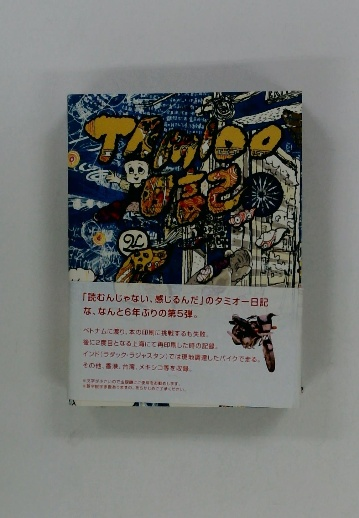 TAMIOO
日記
「読むんじゃない、感じるんだ」のタミオー日記
な、なんと6年ぶりの第5弾。
ベトナムに渡り、本の印刷に挑戦するも失敗。
後に2度目となる上海にて再印刷した時の記録。
インド(ラダック・ラジャスタン)では現地調達したバイクで走る。
その他、香港、台湾、メキシコ等を収録。